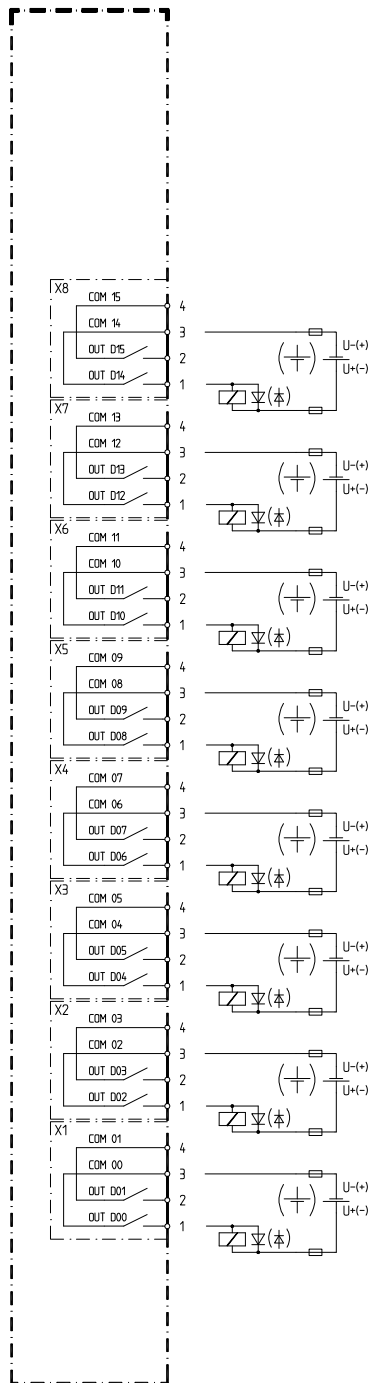 X8
COM 15
4
COM 14
3
U-(+)
OUT D15
2
U+(-)
OUT D14
1
X7
COM 13
4
COM 12
3
U-(+)
OUT D13
2
U+(-)
OUT D12
1
X6
COM 11
4
COM 10
3
U-(+)
OUT D11
2
U+(-)
OUT D10
1
X5
COM 09
4
COM 08
3
U-(+)
OUT D09
2
U+(-)
OUT D08
1
X4
COM 07
4
COM 06
3
U-(+)
OUT D07
2
U+(-)
OUT D06
1
X3
COM 05
4
COM 04
3
U-(+)
OUT D05
2
U+(-)
OUT D04
1
X2
COM 03
4
COM 02
3
U-(+)
OUT D03
2
U+(-)
OUT D02
1
X1
COM 01
4
COM 00
3
U-(+)
OUT D01
2
U+(-)
OUT D00
1